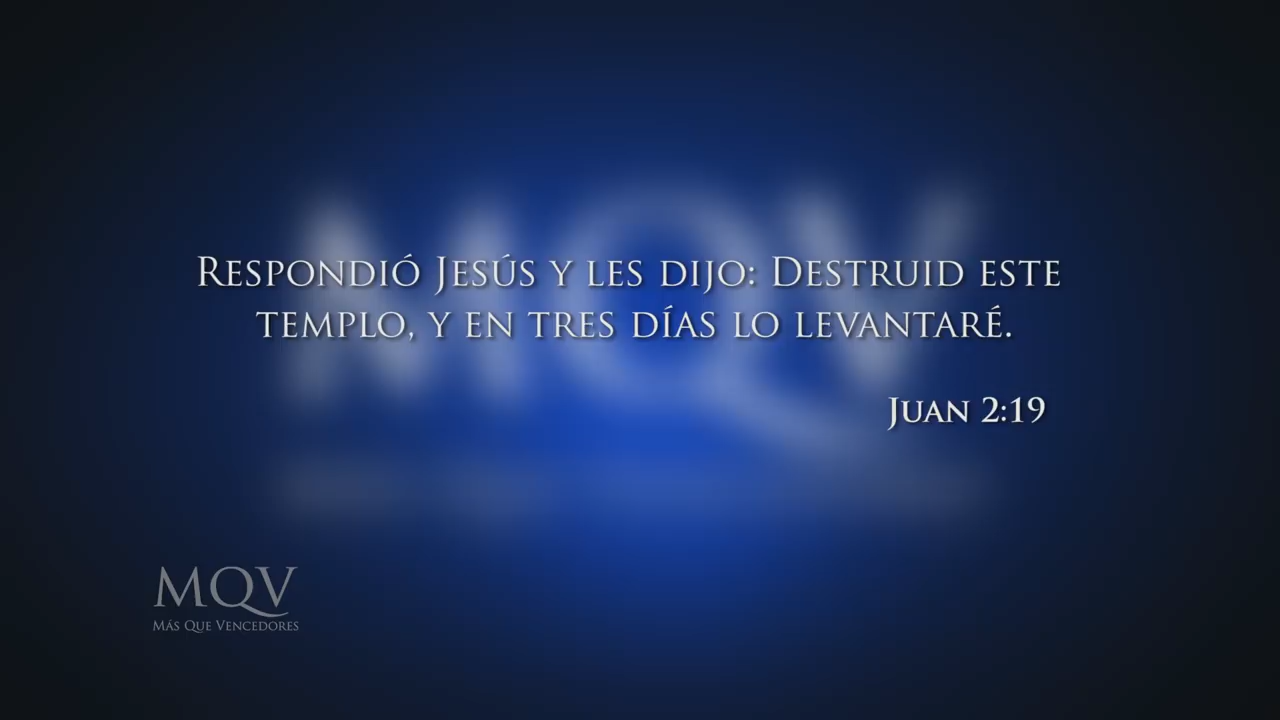 Respondió Jesús y les dijo: Destruid este
templo, y en tres días lo levantaré.
Juan 2:19
MQV
Más Que Vencedores